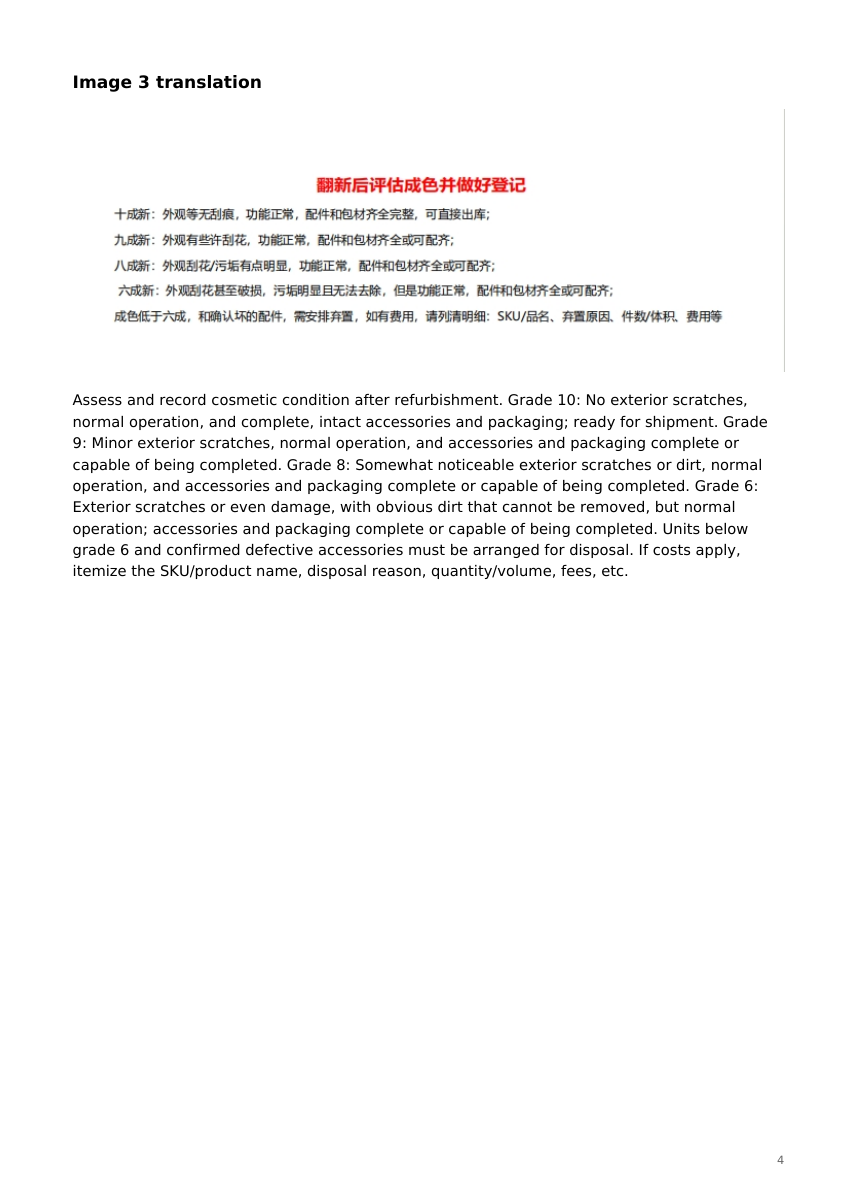 Image 3 translation
翻新后评估成色并做好登记
十成新：外观等无刮痕，功能正常，配件和包材齐全完整，可直接出库；
九成新：外观有些许刮花，功能正常，配件和包材齐全或可配齐；
八成新：外观刮花/污垢有点明显，功能正常，配件和包材齐全或可配齐；
六成新：外观刮花甚至破损，污垢明显且无法去除，但是功能正常，配件和包材齐全或可配齐；
成色低于六成，和确认坏的配件，需安排弃置，如有费用，请列清明细：SKU/品名、弃置原因、件数/体积、费用等
Assess and record cosmetic condition after refurbishment. Grade 10: No exterior scratches,
normal operation, and complete, intact accessories and packaging; ready for shipment. Grade
9: Minor exterior scratches, normal operation, and accessories and packaging complete or
capable of being completed. Grade 8: Somewhat noticeable exterior scratches or dirt, normal
operation, and accessories and packaging complete or capable of being completed. Grade 6:
Exterior scratches or even damage, with obvious dirt that cannot be removed, but normal
operation; accessories and packaging complete or capable of being completed. Units below
grade 6 and confirmed defective accessories must be arranged for disposal. If costs apply,
itemize the SKU/product name, disposal reason, quantity/volume, fees, etc.
4